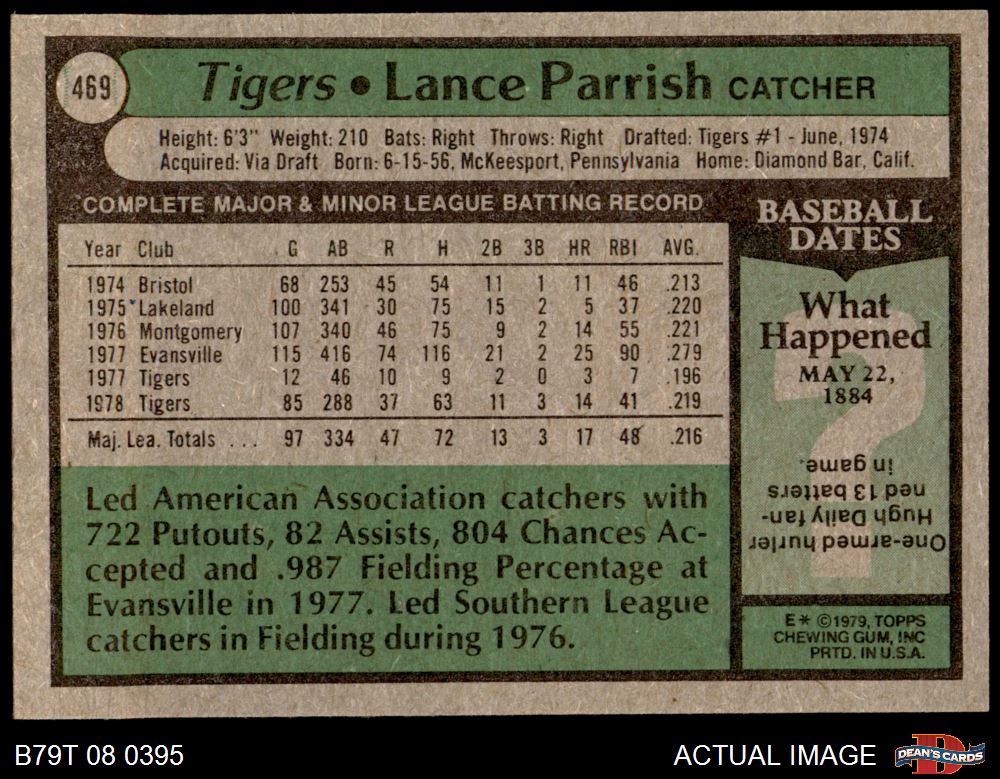 469
Tigers • Lance Parrish CATCHER
Height: 6'3" Weight: 210 Bats: Right Throws: Right Drafted: Tigers #1 - June, 1974
Acquired: Via Draft Born: 6-15-56, McKeesport, Pennsylvania Home: Diamond Bar, Calif.
COMPLETE MAJOR & MINOR LEAGUE BATTING RECORD
Year Club G AB R H 2B 3B HR RBI AVG.
1974 Bristol 68 253 45 54 11 1 11 46 .213
1975 Lakeland 100 341 30 75 15 2 5 37 .220
1976 Montgomery 107 340 46 75 9 2 14 55 .221
1977 Evansville 115 416 74 116 21 2 25 90 .279
1977 Tigers 12 46 10 9 2 0 3 7 .196
1978 Tigers 85 288 37 63 11 3 14 41 .219
Maj. Lea. Totals . . . 97 334 47 72 13 3 17 48 .216
Led American Association catchers with
722 Putouts, 82 Assists, 804 Chances Ac-
cepted and .987 Fielding Percentage at
Evansville in 1977. Led Southern League
catchers in Fielding during 1976.
BASEBALL
DATES
What
Happened
MAY 22,
1884
?
One-armed hurler
Hugh Daily fan-
ned 13 batters
in game.
E* ©1979, TOPPS
CHEWING GUM, INC
PRTD. IN U.S.A.
B79T 08 0395
ACTUAL IMAGE
D
DEAN'S CARDS